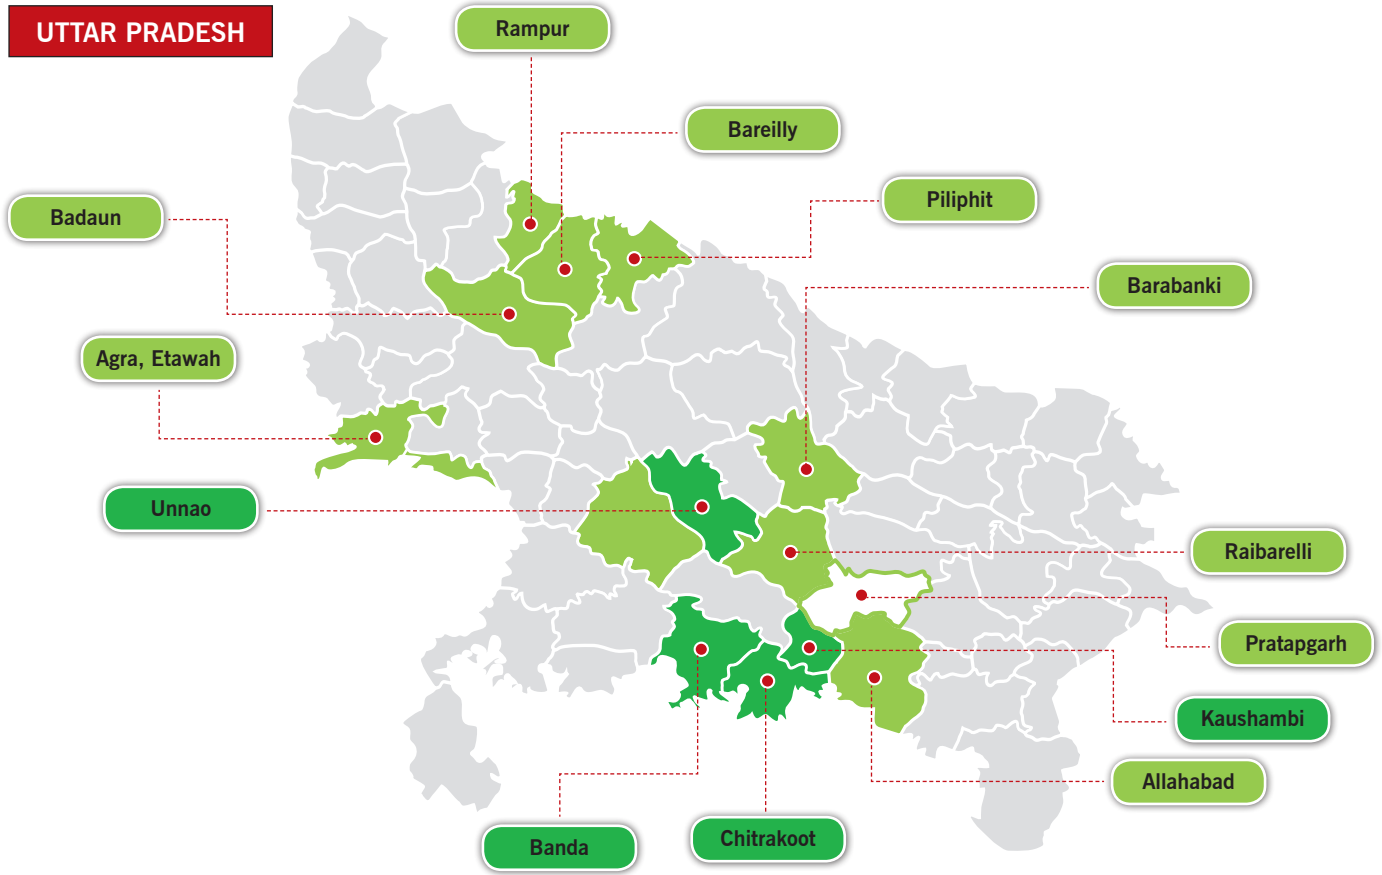 UTTAR PRADESH
Rampur
Bareilly
Piliphit
Badaun
Barabanki
Agra, Etawah
Unnao
Raibarelli
Pratapgarh
Kaushambi
Allahabad
Chitrakoot
Banda